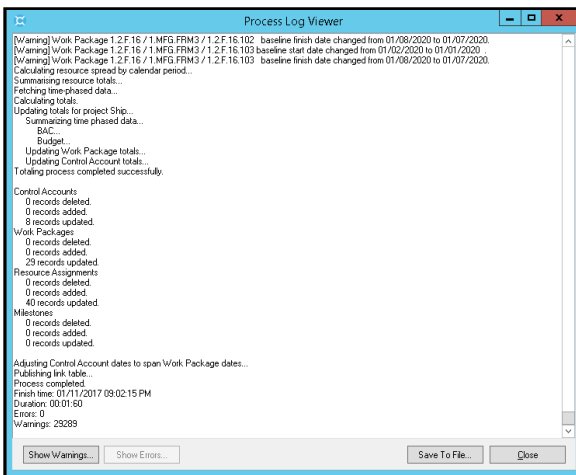 Process Log Viewer
[Warning] Work Package 1.2.F.16 / 1.MFG.FRM3 / 1.2.F.16.102 baseline finish date changed from 01/08/2020 to 01/07/2020.
[Warning] Work Package 1.2.F.16 / 1.MFG.FRM3 / 1.2.F.16.103 baseline start date changed from 01/02/2020 to 01/01/2020 .
[Warning] Work Package 1.2.F.16 / 1.MFG.FRM3 / 1.2.F.16.103 baseline finish date changed from 01/08/2020 to 01/07/2020.
Calculating resource spread by calendar period...
Summarising resource totals...
Fetching time-phased data...
Calculating totals.
Updating totals for project Ship...
Summarizing time phased data...
BAC...
Budget...
Updating Work Package totals...
Updating Control Account totals...
Totaling process completed successfully.
Control Accounts
0 records deleted.
0 records added.
8 records updated.
Work Packages
0 records deleted.
0 records added.
29 records updated.
Resource Assignments
0 records deleted.
0 records added.
40 records updated.
Milestones
0 records deleted.
0 records added.
0 records updated.
Adjusting Control Account dates to span Work Package dates...
Publishing link table...
Process completed.
Finish time: 01/11/2017 09:02:15 PM
Duration: 00:01:60
Errors: 0
Warnings: 29289
Show Warnings... Show Errors... Save To File... Close